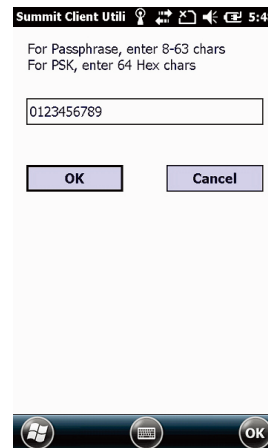 Summit Client Utili 5:4
For Passphrase, enter 8-63 chars
For PSK, enter 64 Hex chars
0123456789
OK Cancel
OK